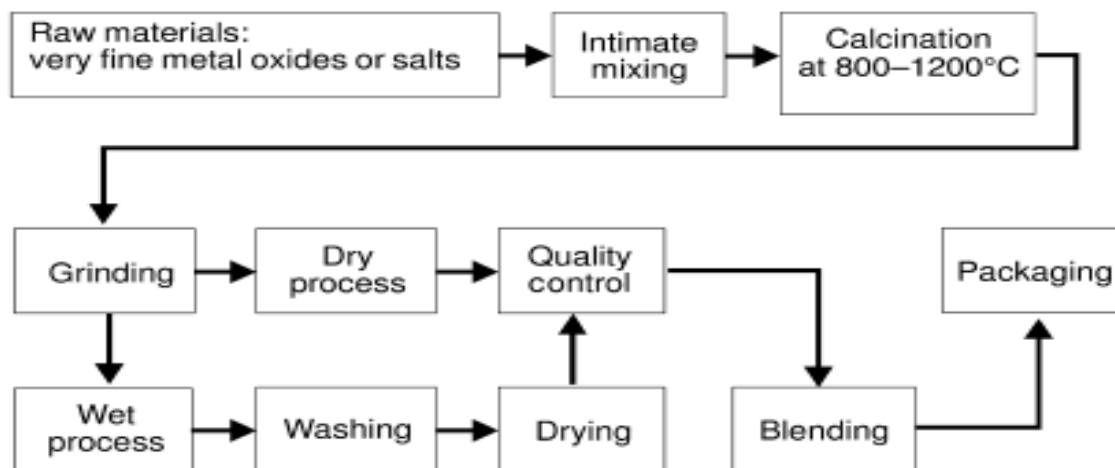 Raw materials:
very fine metal oxides or salts
Intimate
mixing
Calcination
at 800–1200°C
Grinding
Dry
process
Quality
control
Packaging
Wet
process
Washing
Drying
Blending